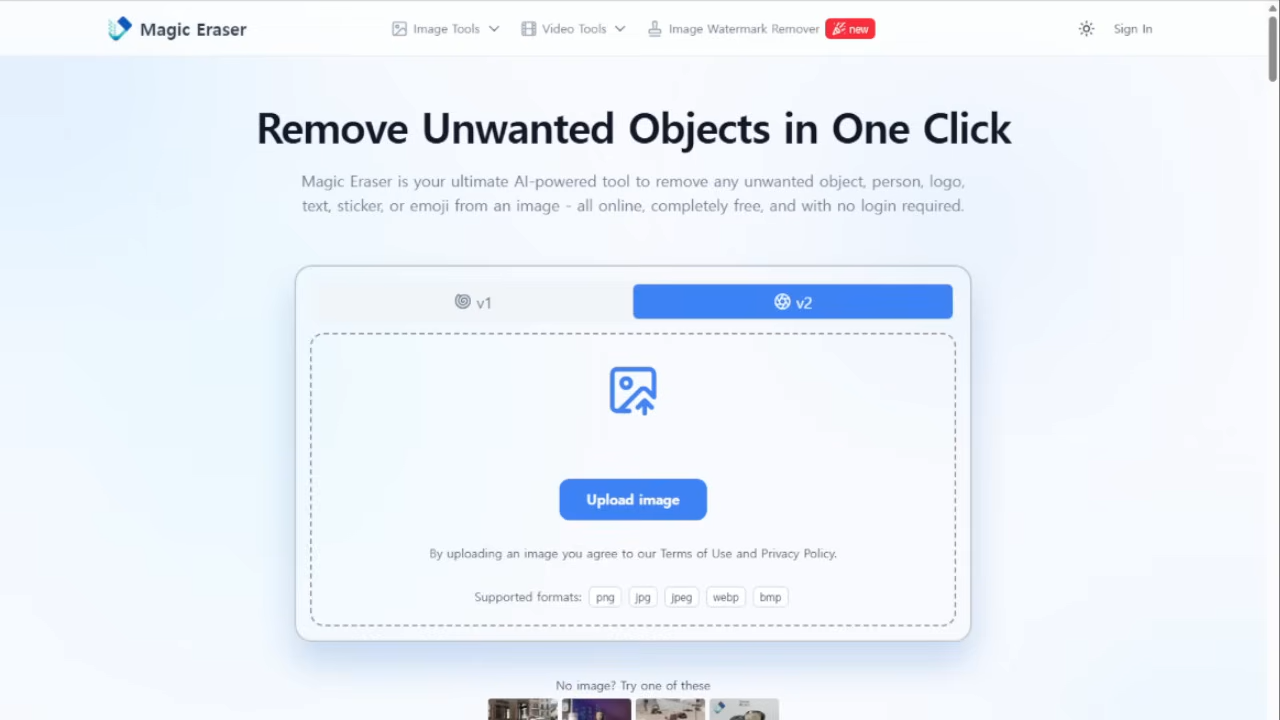 Magic Eraser
Image Tools
Video Tools
Image Watermark Remover
new
Sign In
Remove Unwanted Objects in One Click
Magic Eraser is your ultimate AI-powered tool to remove any unwanted object, person, logo,
text, sticker, or emoji from an image - all online, completely free, and with no login required.
v1
v2
Upload image
By uploading an image you agree to our Terms of Use and Privacy Policy.
Supported formats: png jpg jpeg webp bmp
No image? Try one of these